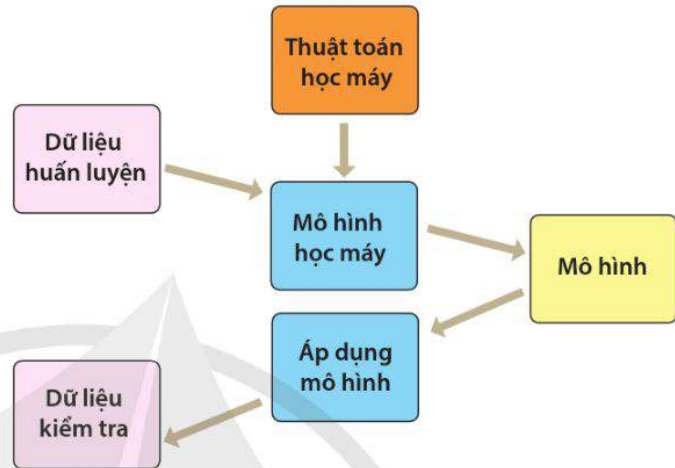 Thuật toán
học máy
Dữ liệu
huấn luyện
Mô hình
học máy
Mô hình
Áp dụng
mô hình
Dữ liệu
kiểm tra